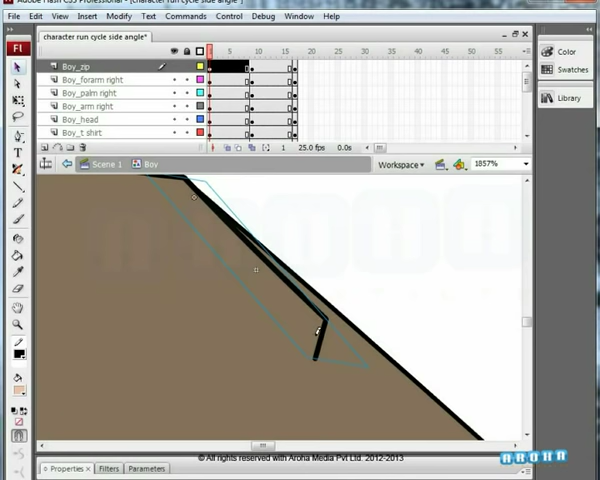 Adobe Flash CS3 Professional - [character run cycle side angle*]
File Edit View Insert Modify Text Commands Control Debug Window Help
character run cycle side angle*
5 10 15 20 25 30 35 40 45 50 55
Boy_zip
Boy_forarm right
Boy_palm right
Boy_arm right
Boy_head
Boy_t shirt
1 25.0 fps 0.0s
Scene 1 Boy Workspace 1857%
Fl
T
Color
Swatches
Library
© All rights reserved with Aroha Media Pvt Ltd. 2012-2013
AROHA
Properties Filters Parameters